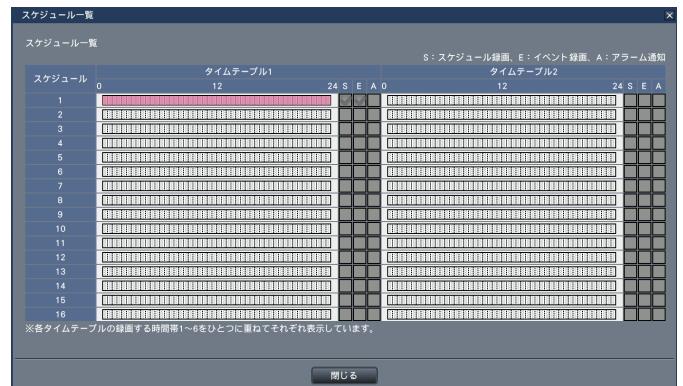 スケジュール一覧
スケジュール一覧
S:スケジュール録画、E:イベント録画、A:アラーム通知
スケジュール タイムテーブル1 タイムテーブル2
0 12 24 S E A 0 12 24 S E A
1
2
3
4
5
6
7
8
9
10
11
12
13
14
15
16
※各タイムテーブルの録画する時間帯1~6をひとつに重ねてそれぞれ表示しています。
閉じる